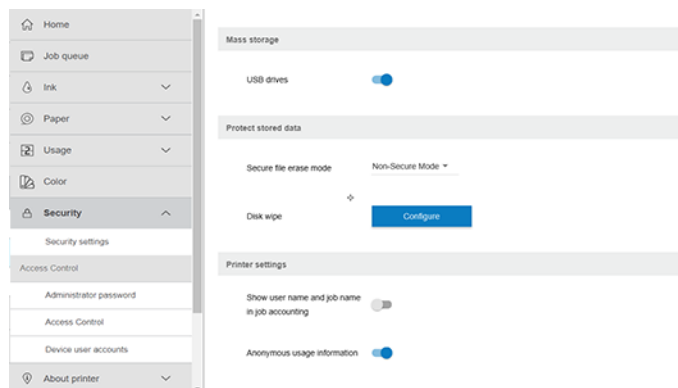 Home
Job queue
Ink
Paper
Usage
Color
Security
Security settings
Access Control
Administrator password
Access Control
Device user accounts
About printer
Mass storage
USB drives
Protect stored data
Secure file erase mode
Non-Secure Mode
Disk wipe
Configure
Printer settings
Show user name and job name
in job accounting
Anonymous usage information